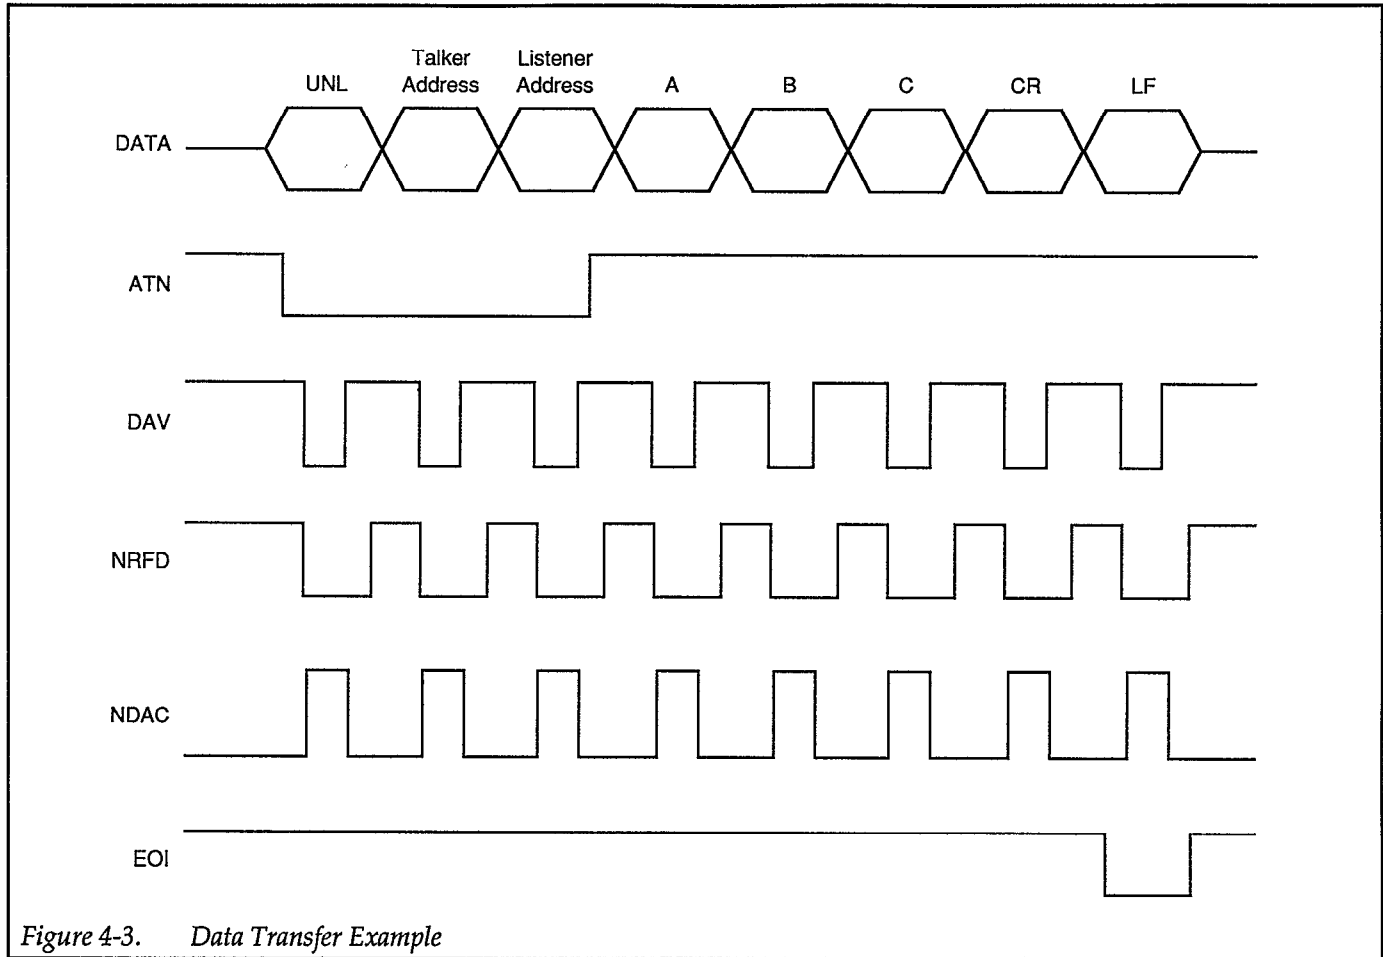 UNL
Talker Address
Listener Address
A
B
C
CR
LF
DATA
ATN
DAV
NRFD
NDAC
EOI
Figure 4-3. Data Transfer Example